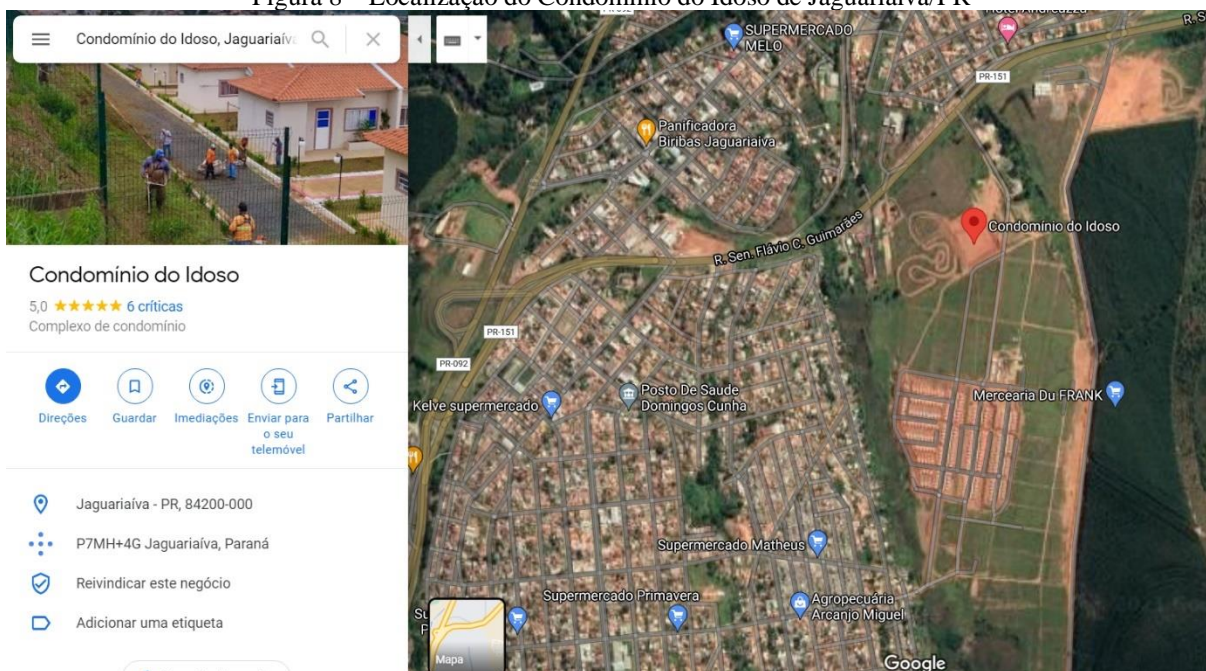 Figura 8 – Localização do Condomínio do Idoso de Jaguariaíva/PR
Condomínio do Idoso, Jaguariaív
Condomínio do Idoso
5,0 ★★★★★ 6 críticas
Complexo de condomínio
Direções
Guardar
Imediações
Enviar para
o seu
telemóvel
Partilhar
Jaguariaíva - PR, 84200-000
P7MH+4G Jaguariaíva, Paraná
Reivindicar este negócio
Adicionar uma etiqueta
SUPERMERCADO
MELO
R. S
PR-151
Panificadora
Biribas Jaguariaiva
Condomínio do Idoso
R. Sen. Flávio C. Guimarães
PR-151
PR-092
Kelve supermercado
Posto De Saude
Domingos Cunha
Mercearia Du FRANK
Supermercado Matheus
Supermercado Primavera
Agropecuária
Arcanjo Miguel
Mapa
Google